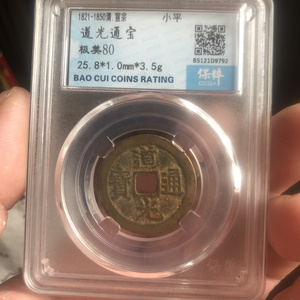 1821-1850清 宣宗 小平
道光通宝
极美80
25.8*1.0mm*3.5g
BAO CUI COINS RATING
保粹
8512109792
道
寶 通
光